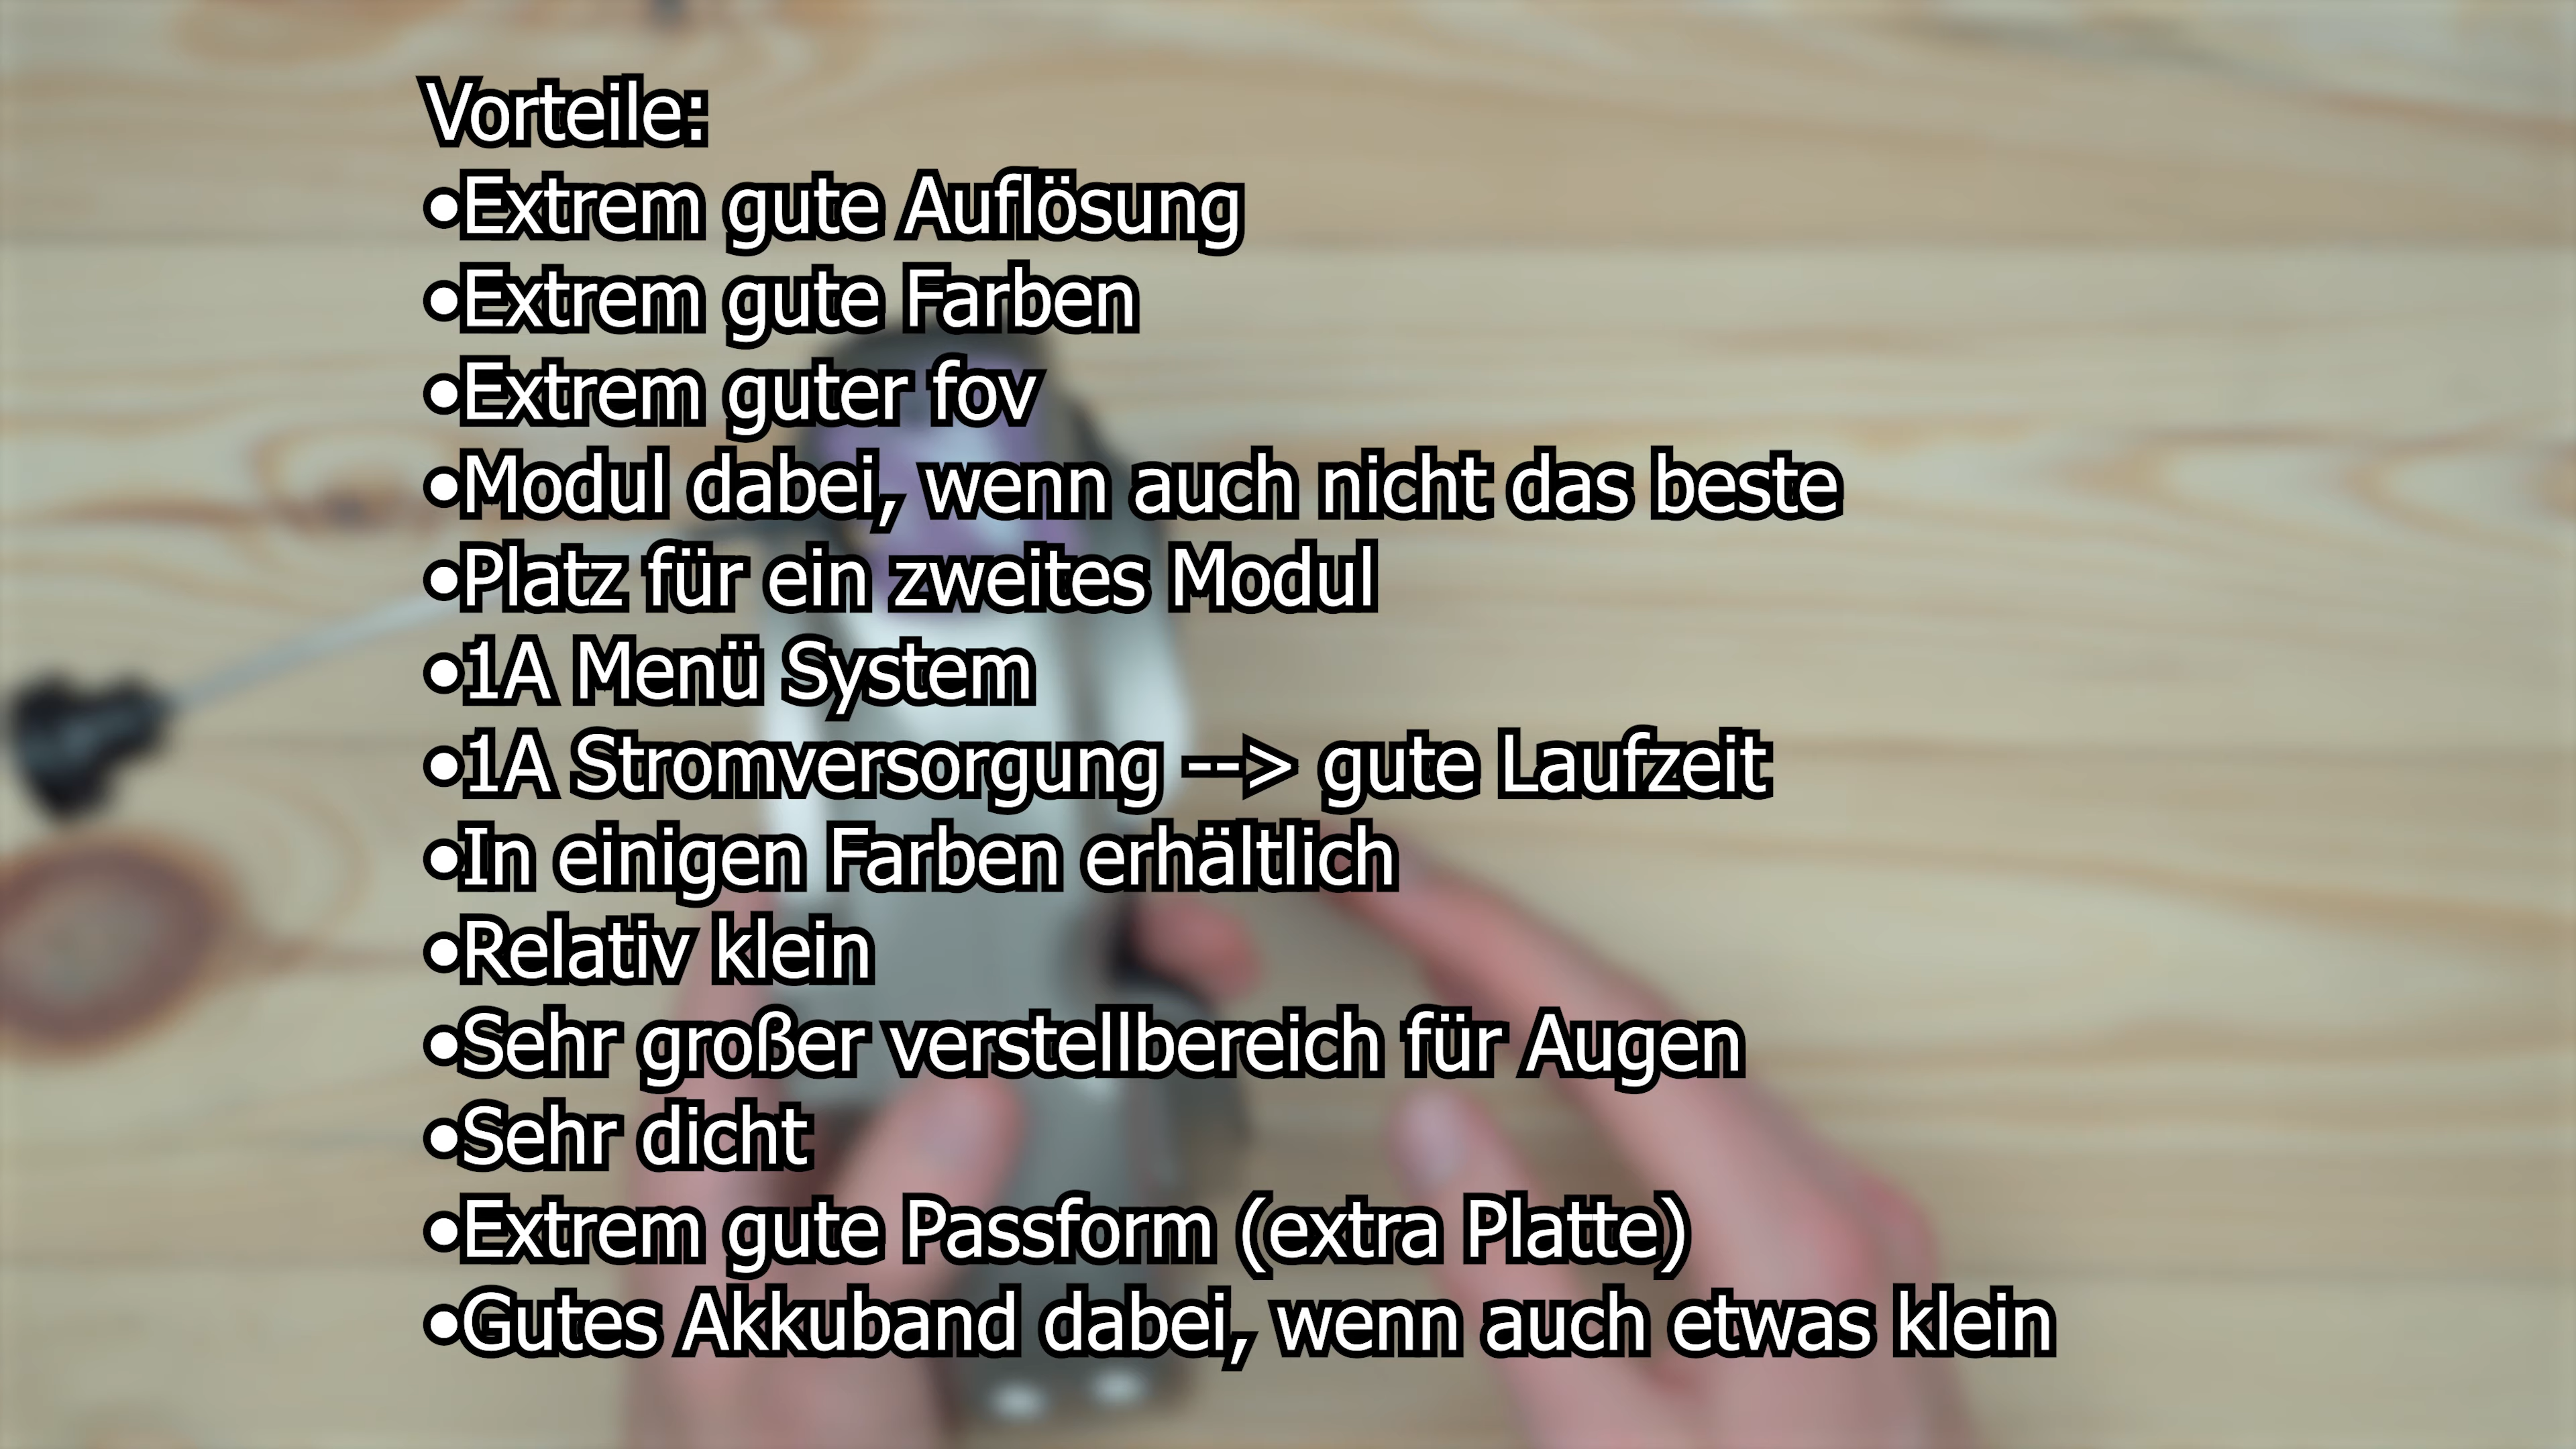 Vorteile:
•Extrem gute Auflösung
•Extrem gute Farben
•Extrem guter fov
•Modul dabei, wenn auch nicht das beste
•Platz für ein zweites Modul
•1A Menü System
•1A Stromversorgung --> gute Laufzeit
•In einigen Farben erhältlich
•Relativ klein
•Sehr großer verstellbereich für Augen
•Sehr dicht
•Extrem gute Passform (extra Platte)
•Gutes Akkuband dabei, wenn auch etwas klein